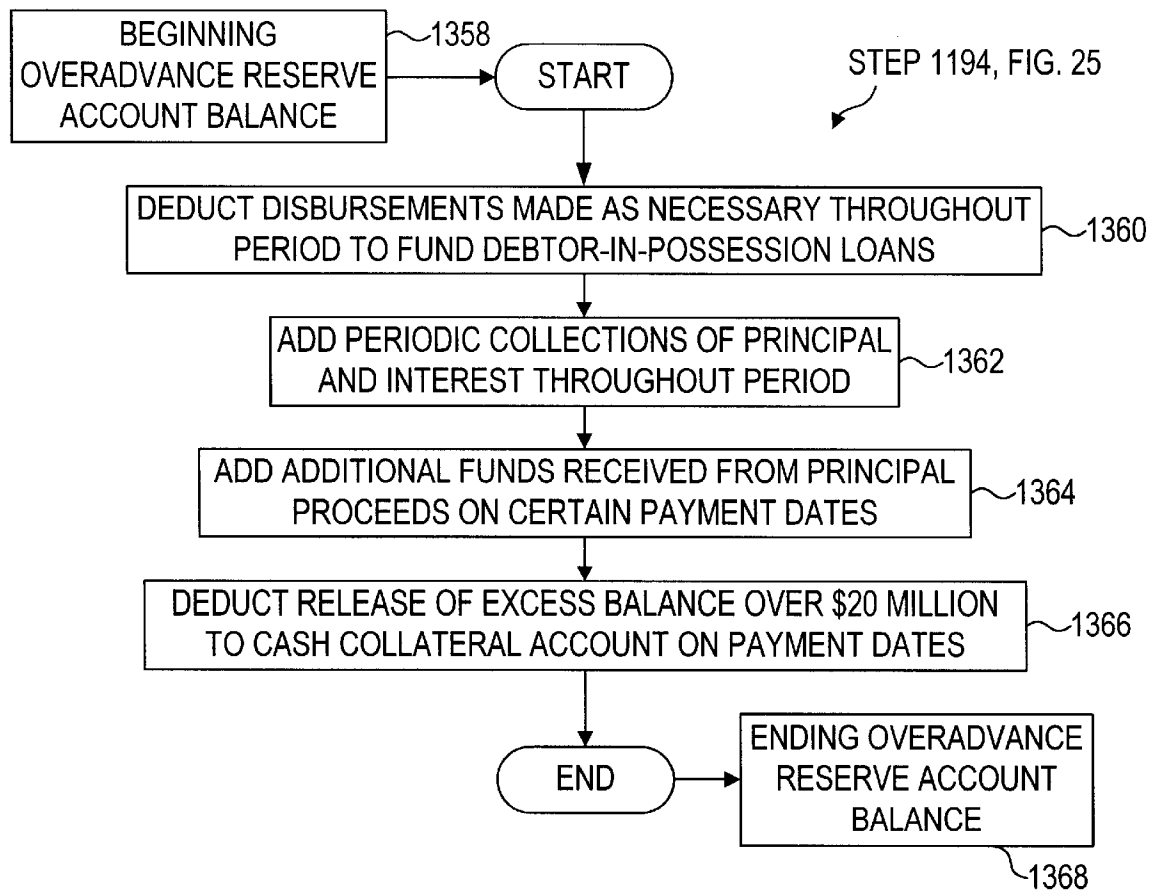 BEGINNING
OVERADVANCE RESERVE
ACCOUNT BALANCE
1358
START
STEP 1194, FIG. 25
DEDUCT DISBURSEMENTS MADE AS NECESSARY THROUGHOUT
PERIOD TO FUND DEBTOR-IN-POSSESSION LOANS
1360
ADD PERIODIC COLLECTIONS OF PRINCIPAL
AND INTEREST THROUGHOUT PERIOD
1362
ADD ADDITIONAL FUNDS RECEIVED FROM PRINCIPAL
PROCEEDS ON CERTAIN PAYMENT DATES
1364
DEDUCT RELEASE OF EXCESS BALANCE OVER $20 MILLION
TO CASH COLLATERAL ACCOUNT ON PAYMENT DATES
1366
END
ENDING OVERADVANCE
RESERVE ACCOUNT
BALANCE
1368